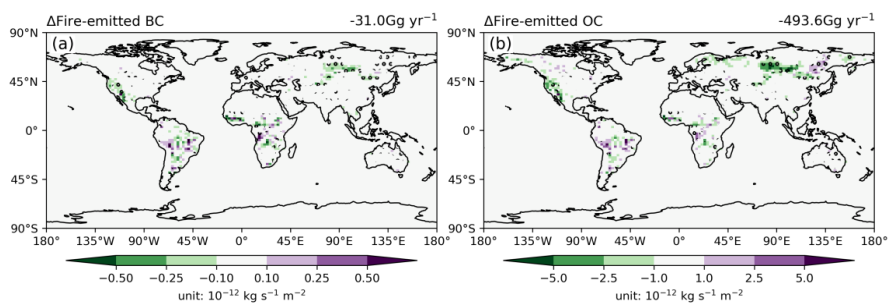 ΔFire-emitted BC -31.0Gg yr⁻¹
(a)
90°N
45°N
0°
45°S
90°S
180° 135°W 90°W 45°W 0° 45°E 90°E 135°E 180°
−0.50 −0.25 −0.10 0.10 0.25 0.50
unit: 10⁻¹² kg s⁻¹ m⁻²
ΔFire-emitted OC -493.6Gg yr⁻¹
(b)
90°N
45°N
0°
45°S
90°S
180° 135°W 90°W 45°W 0° 45°E 90°E 135°E 180°
−5.0 −2.5 −1.0 1.0 2.5 5.0
unit: 10⁻¹² kg s⁻¹ m⁻²